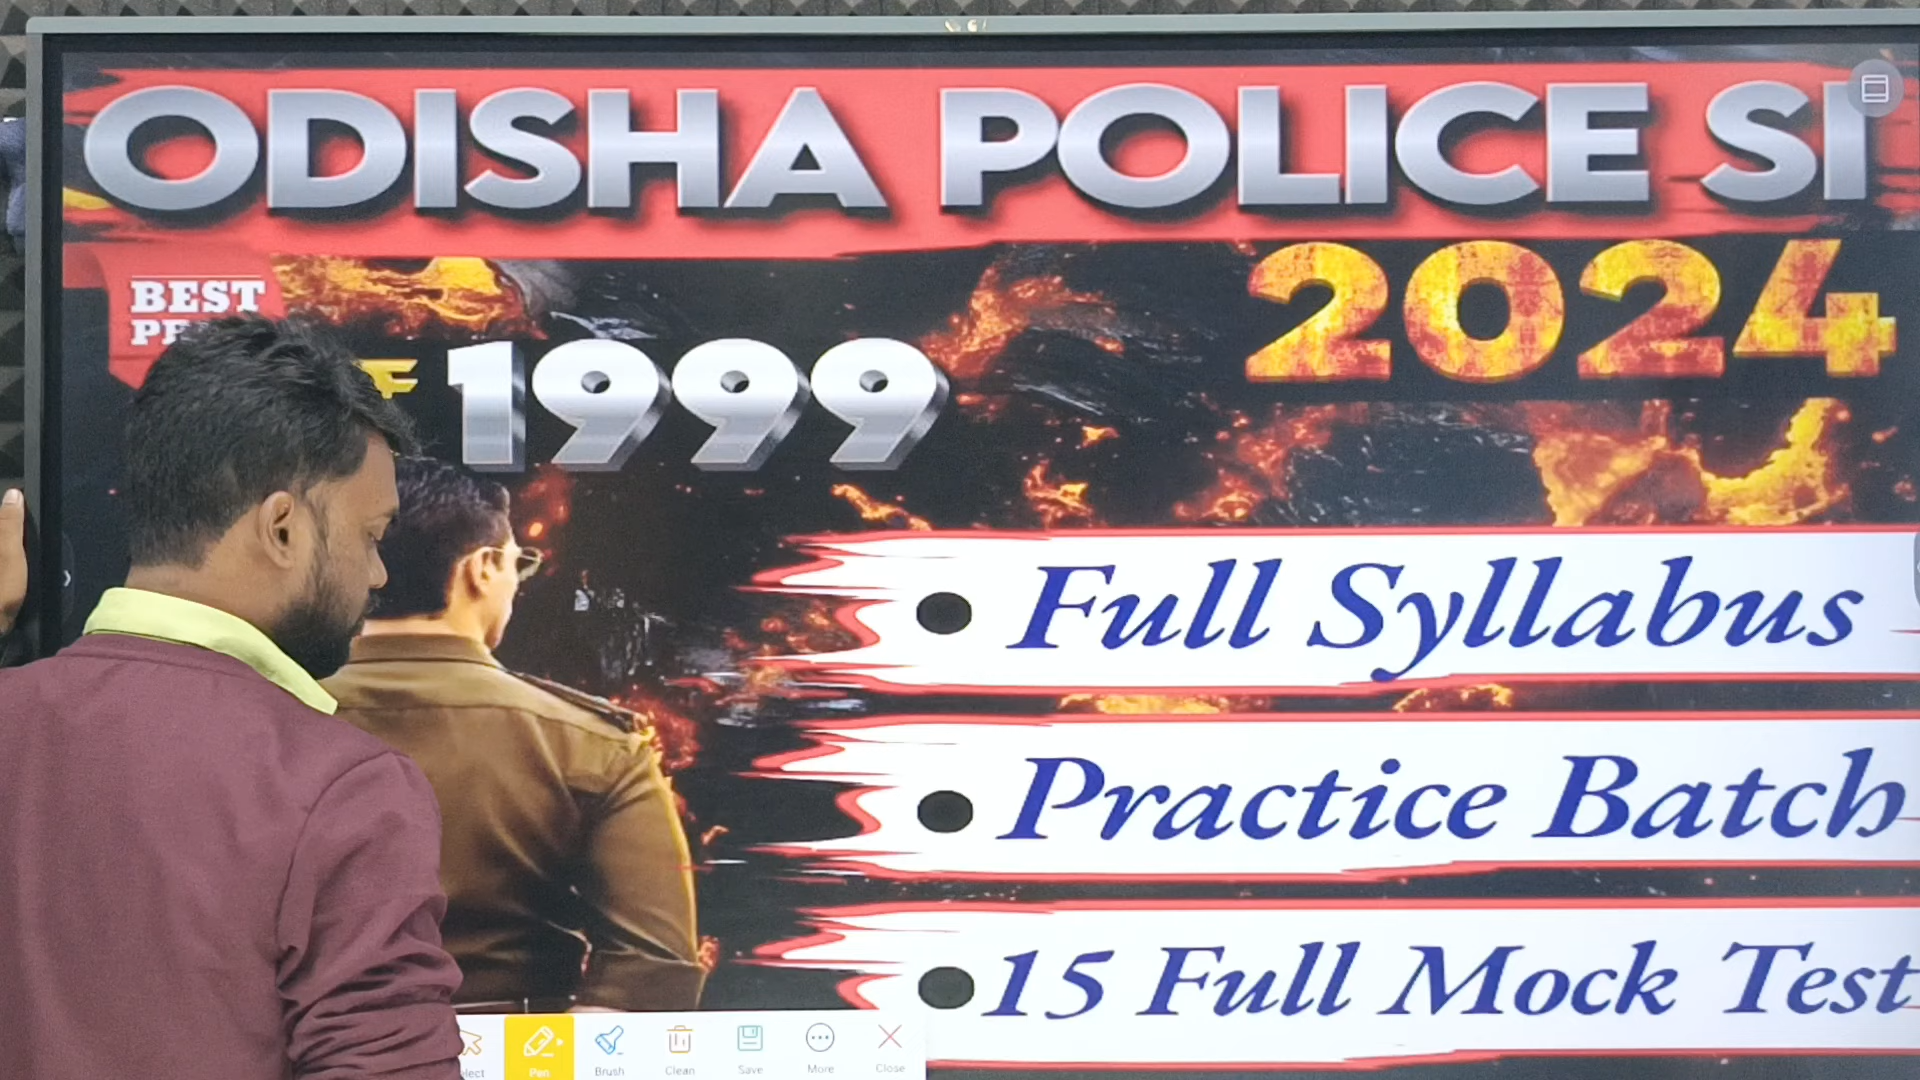 ODISHA POLICE SI
2024
BEST
1999
• Full Syllabus
• Practice Batch
• 15 Full Mock Test
Pen
Brush
Clean
Save
More
Close